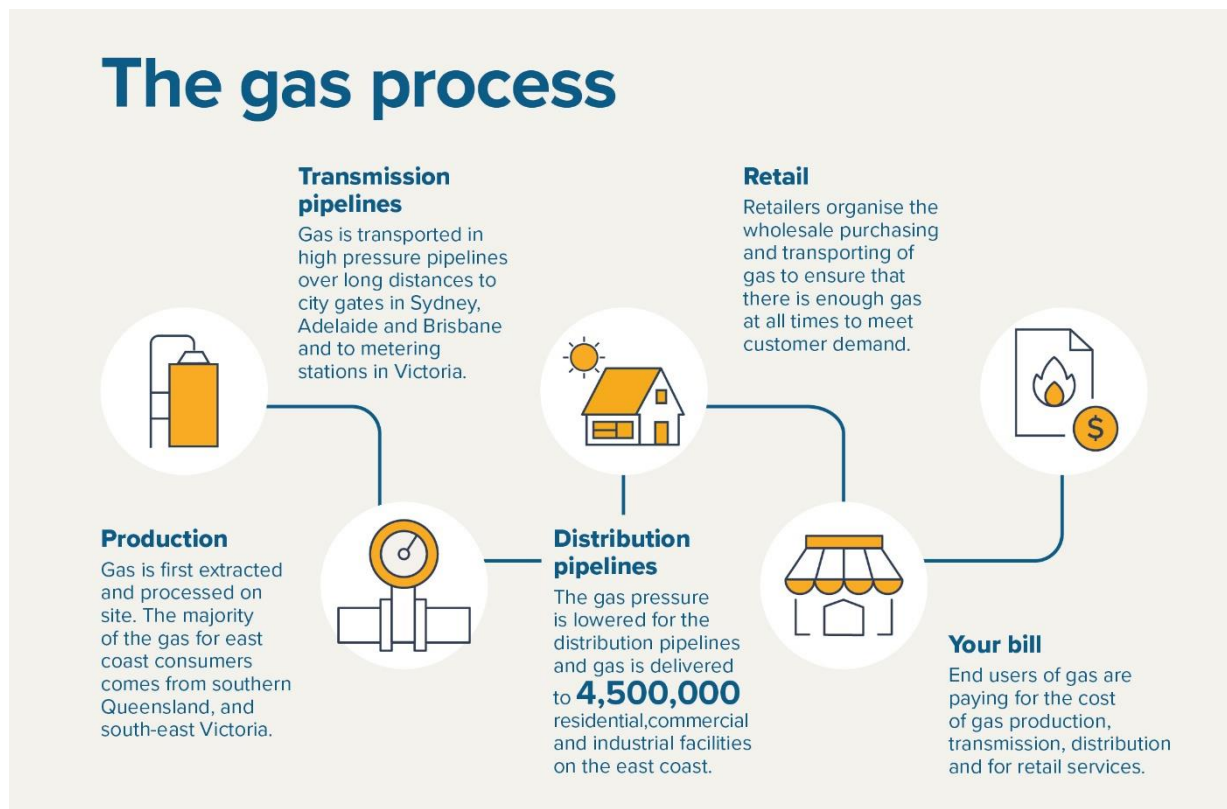 The gas process
Transmission
pipelines
Gas is transported in
high pressure pipelines
over long distances to
city gates in Sydney,
Adelaide and Brisbane
and to metering
stations in Victoria.
Retail
Retailers organise the
wholesale purchasing
and transporting of
gas to ensure that
there is enough gas
at all times to meet
customer demand.
$
Production
Gas is first extracted
and processed on
site. The majority
of the gas for east
coast consumers
comes from southern
Queensland, and
south-east Victoria.
Distribution
pipelines
The gas pressure
is lowered for the
distribution pipelines
and gas is delivered
to 4,500,000
residential,commercial
and industrial facilities
on the east coast.
Your bill
End users of gas are
paying for the cost
of gas production,
transmission, distribution
and for retail services.